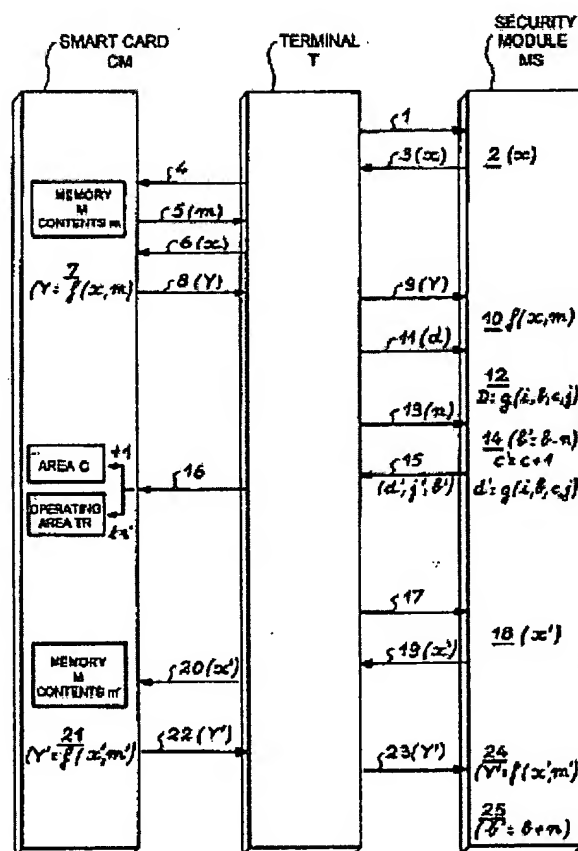 SMART CARD
CM
TERMINAL
T
SECURITY
MODULE
MS
1
3(x)
2(x)
4
MEMORY
M
CONTENTS m
5(m)
6(x)
7
(Y=f(x,m)
8(Y)
9(Y)
10 f(x,m)
11(d)
12
D=g(i,b,c,j)
13(n)
14 (b'=b-n)
c'=c+1
AREA C
+1
16
15
(d',j',b')
d'=g(i,b,c,j)
OPERATING
AREA TR
17
18(x')
19(x')
MEMORY
M
CONTENTS m'
20(x')
21
(Y'=f(x',m')
22(Y')
23(Y')
24
(Y'=f(x',m')
25